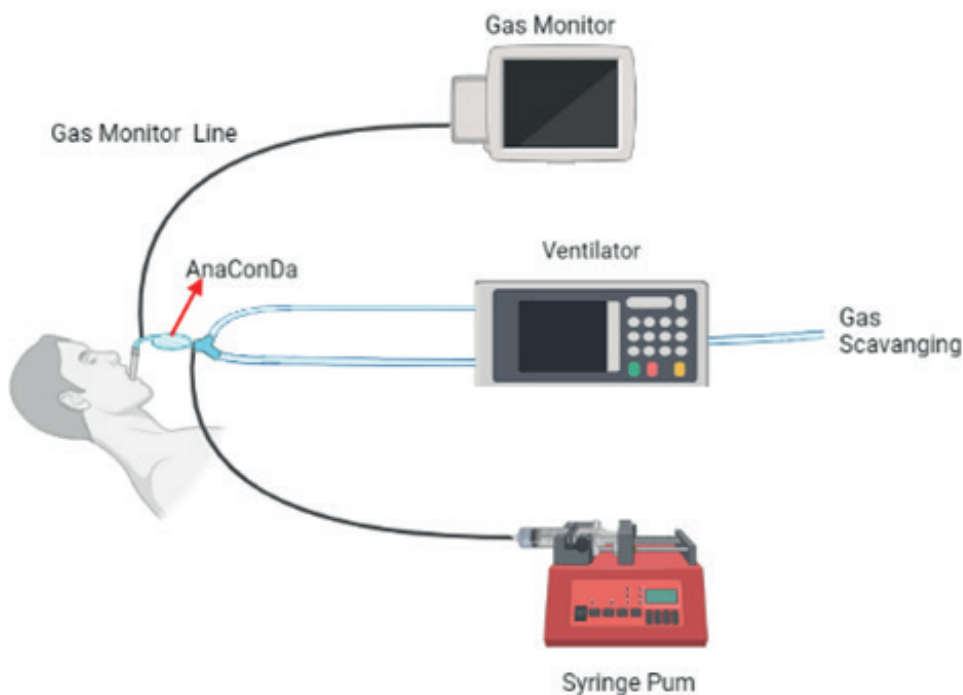 Gas Monitor
Gas Monitor Line
AnaConDa
Ventilator
Gas
Scavanging
Syringe Pum